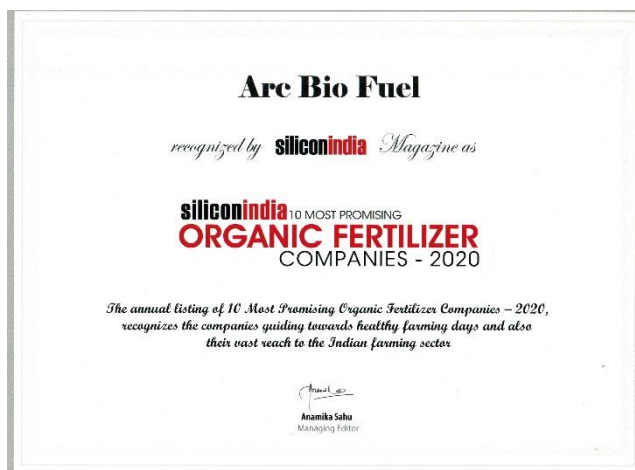 Arc Bio Fuel
recognized by siliconindia Magazine as
siliconindia 10 MOST PROMISING
ORGANIC FERTILIZER
COMPANIES - 2020
The annual listing of 10 Most Promising Organic Fertilizer Companies – 2020,
recognizes the companies guiding towards healthy farming days and also
their vast reach to the Indian farming sector
Anamika Sahu
Managing Editor